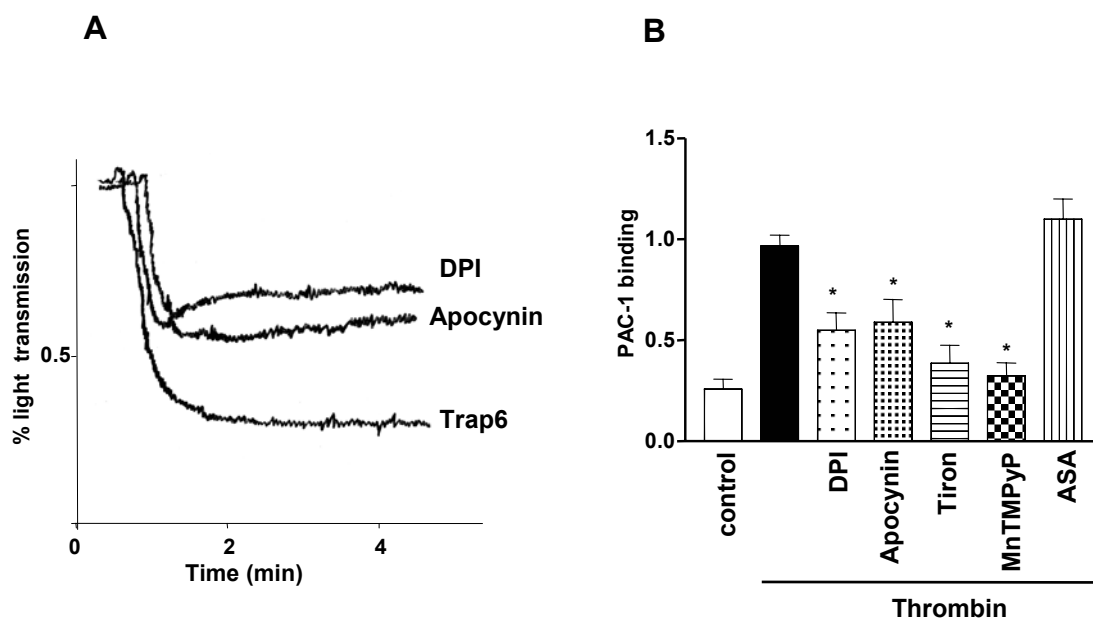 A
% light transmission
0.5
0
2
4
Time (min)
DPI
Apocynin
Trap6
B
PAC-1 binding
1.5
1.0
0.5
0.0
*
*
*
*
control
DPI
Apocynin
Tiron
MnTMPyP
ASA
Thrombin